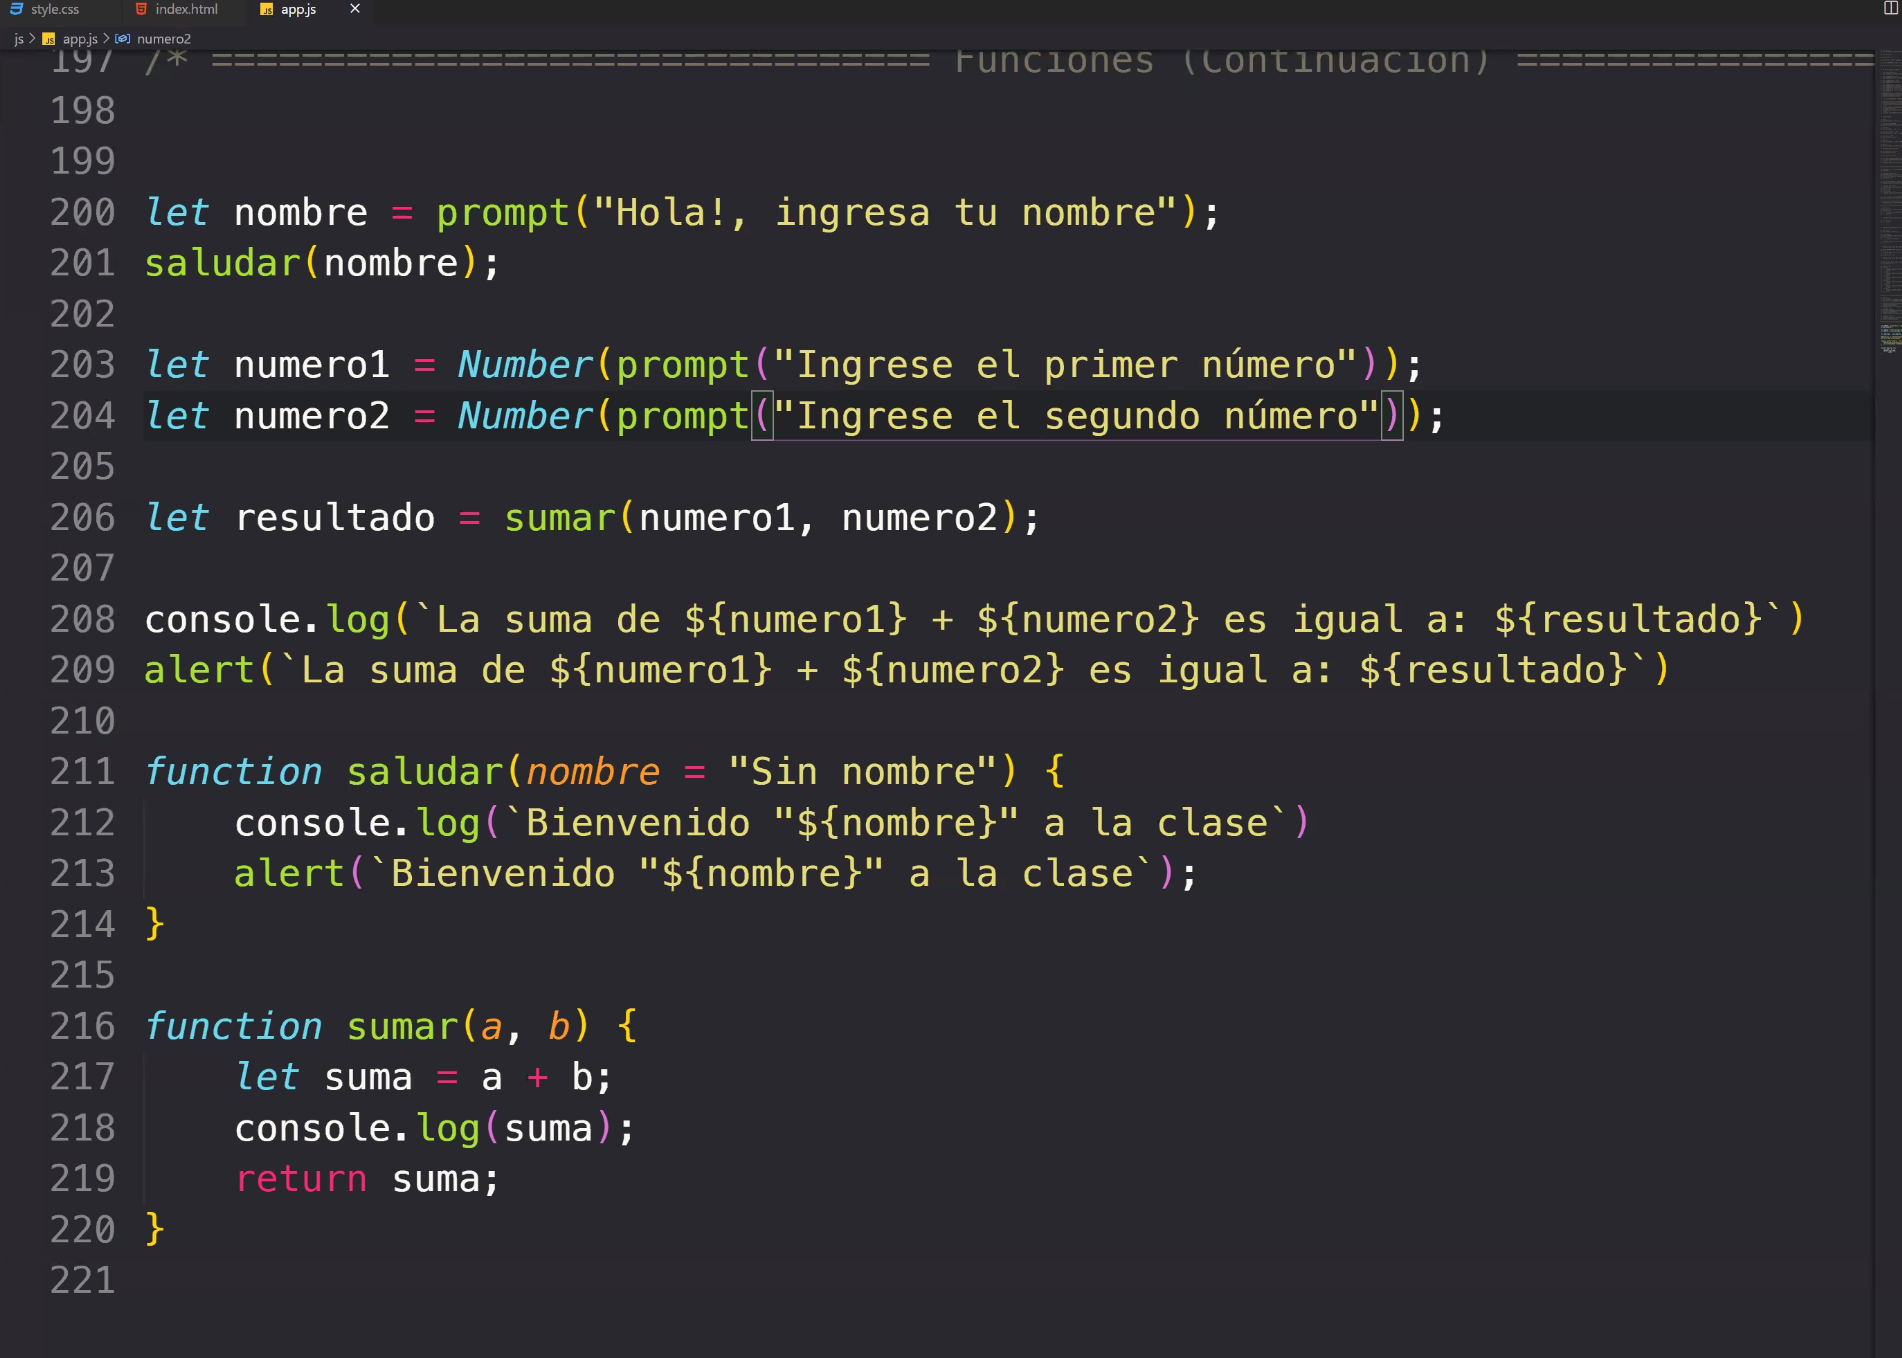 style.css index.html app.js
js > app.js > numero2
197 /* ================================ Funciones (Continuación) ================
198
199
200 let nombre = prompt("Hola!, ingresa tu nombre");
201 saludar(nombre);
202
203 let numero1 = Number(prompt("Ingrese el primer número"));
204 let numero2 = Number(prompt("Ingrese el segundo número"));
205
206 let resultado = sumar(numero1, numero2);
207
208 console.log(`La suma de ${numero1} + ${numero2} es igual a: ${resultado}`)
209 alert(`La suma de ${numero1} + ${numero2} es igual a: ${resultado}`)
210
211 function saludar(nombre = "Sin nombre") {
212     console.log(`Bienvenido "${nombre}" a la clase`)
213     alert(`Bienvenido "${nombre}" a la clase`);
214 }
215
216 function sumar(a, b) {
217     let suma = a + b;
218     console.log(suma);
219     return suma;
220 }
221